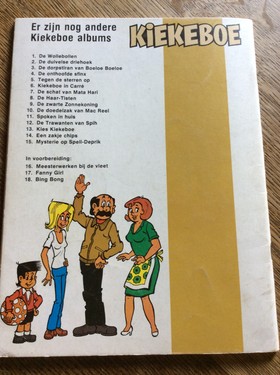 Er zijn nog andere
Kiekeboe albums
KIEKEBOE
1. De Wollebollen
2. De duivelse driehoek
3. De dorpstiran van Boeloe Boeloe
4. De onthoofde sfinx
5. Tegen de sterren op
6. Kiekeboe in Carré
7. De schat van Mata Hari
8. De Haar-Tisten
9. De zwarte Zonnekoning
10. De doedelzak van Mac Reel
11. Spoken in huis
12. De Trawanten van Spih
13. Kies Kiekeboe
14. Een zakje chips
15. Mysterie op Spell-Deprik
In voorbereiding:
16. Meesterwerken bij de vleet
17. Fanny Girl
18. Bing Bong